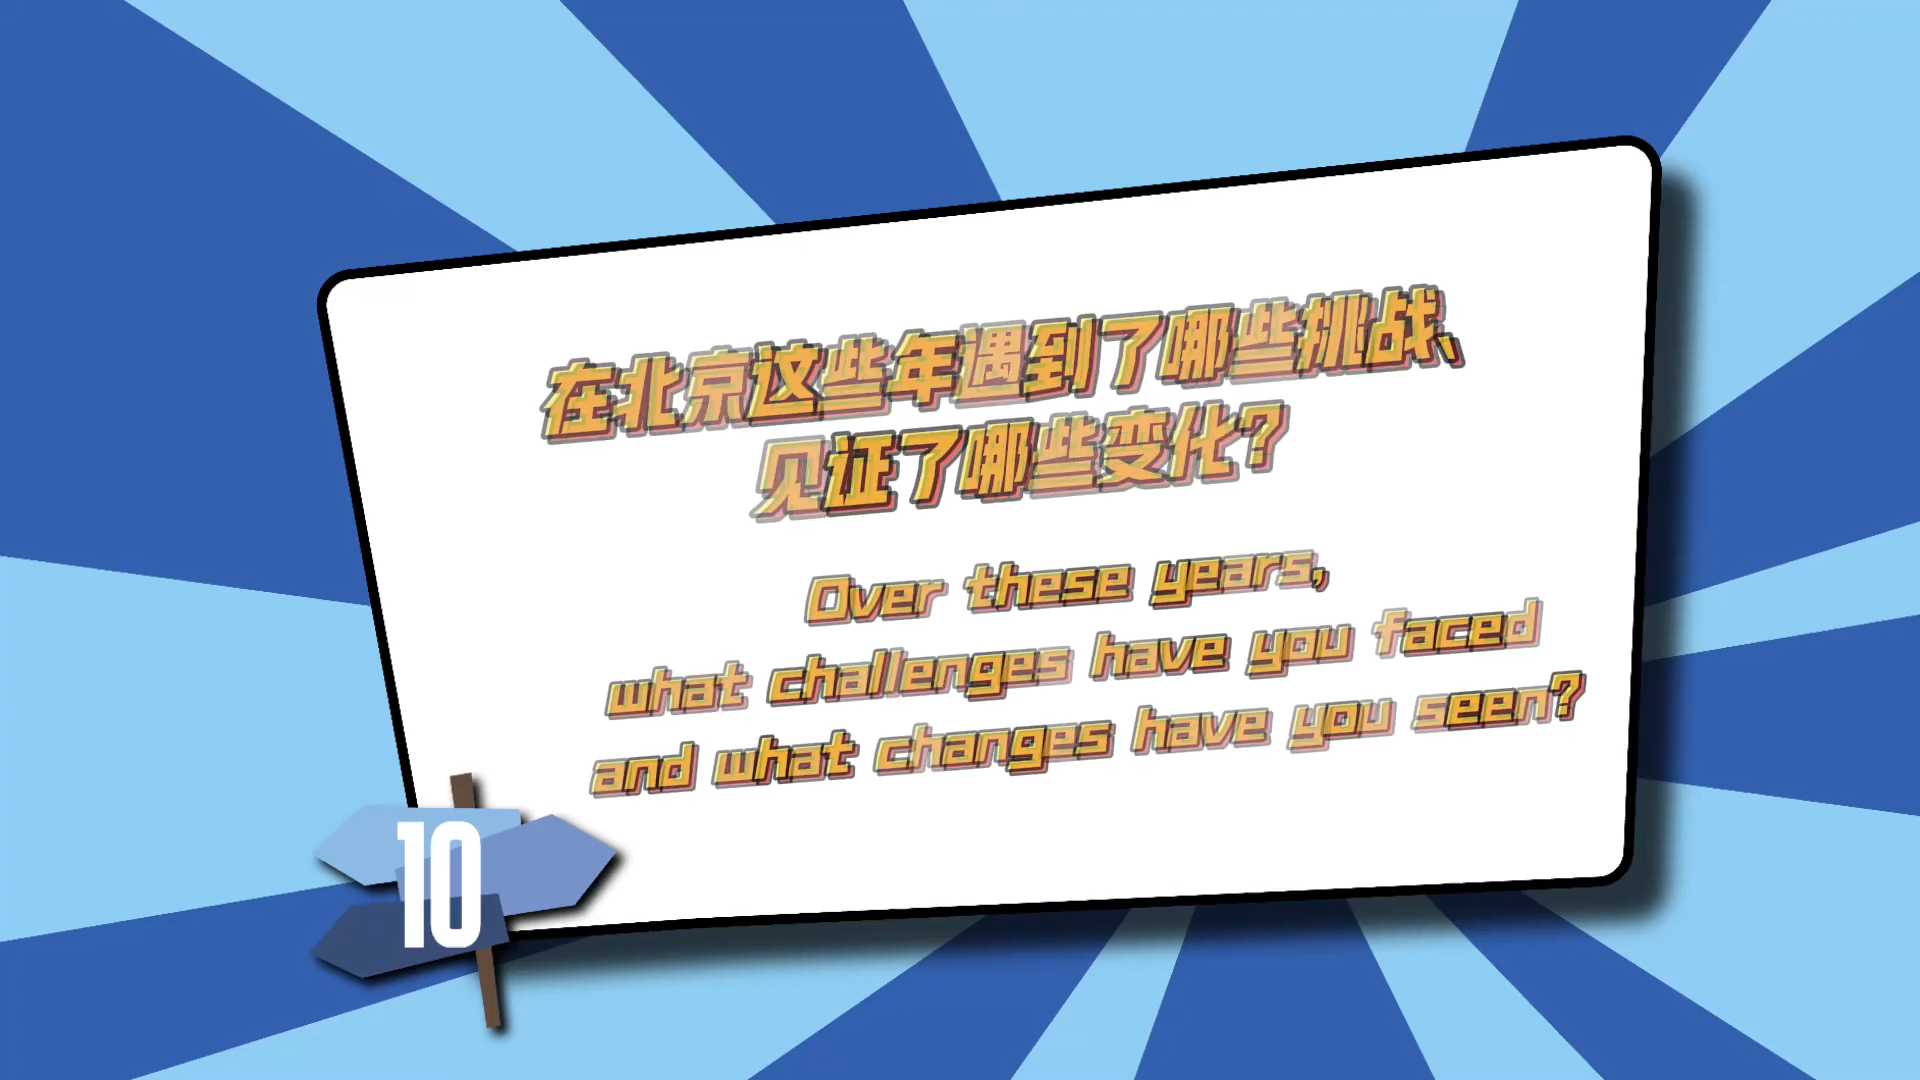 在北京这些年遇到了哪些挑战、
见证了哪些变化？
Over these years,
what challenges have you faced
and what changes have you seen?
10